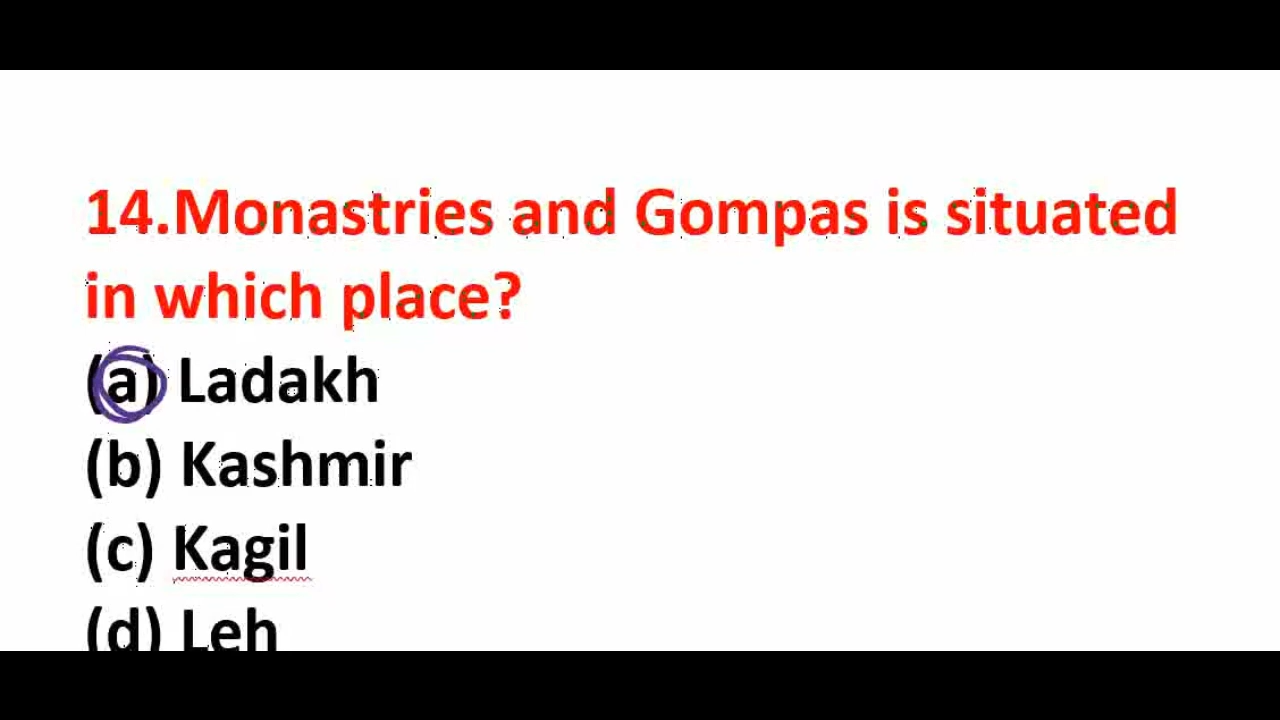 14.Monastries and Gompas is situated
in which place?
(a) Ladakh
(b) Kashmir
(c) Kagil
(d) Leh